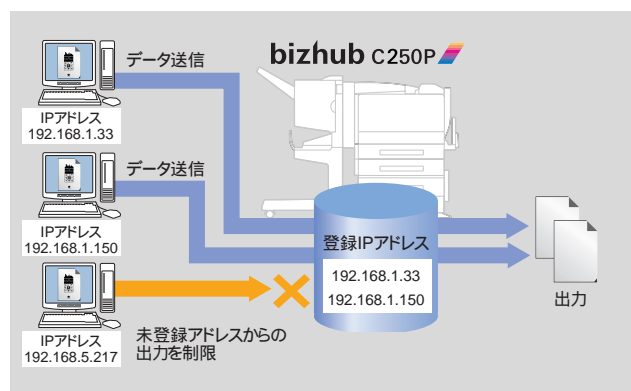 bizhub C250P
データ送信
IPアドレス
192.168.1.33
データ送信
IPアドレス
192.168.1.150
登録IPアドレス
192.168.1.33
192.168.1.150
出力
IPアドレス
192.168.5.217
未登録アドレスからの
出力を制限